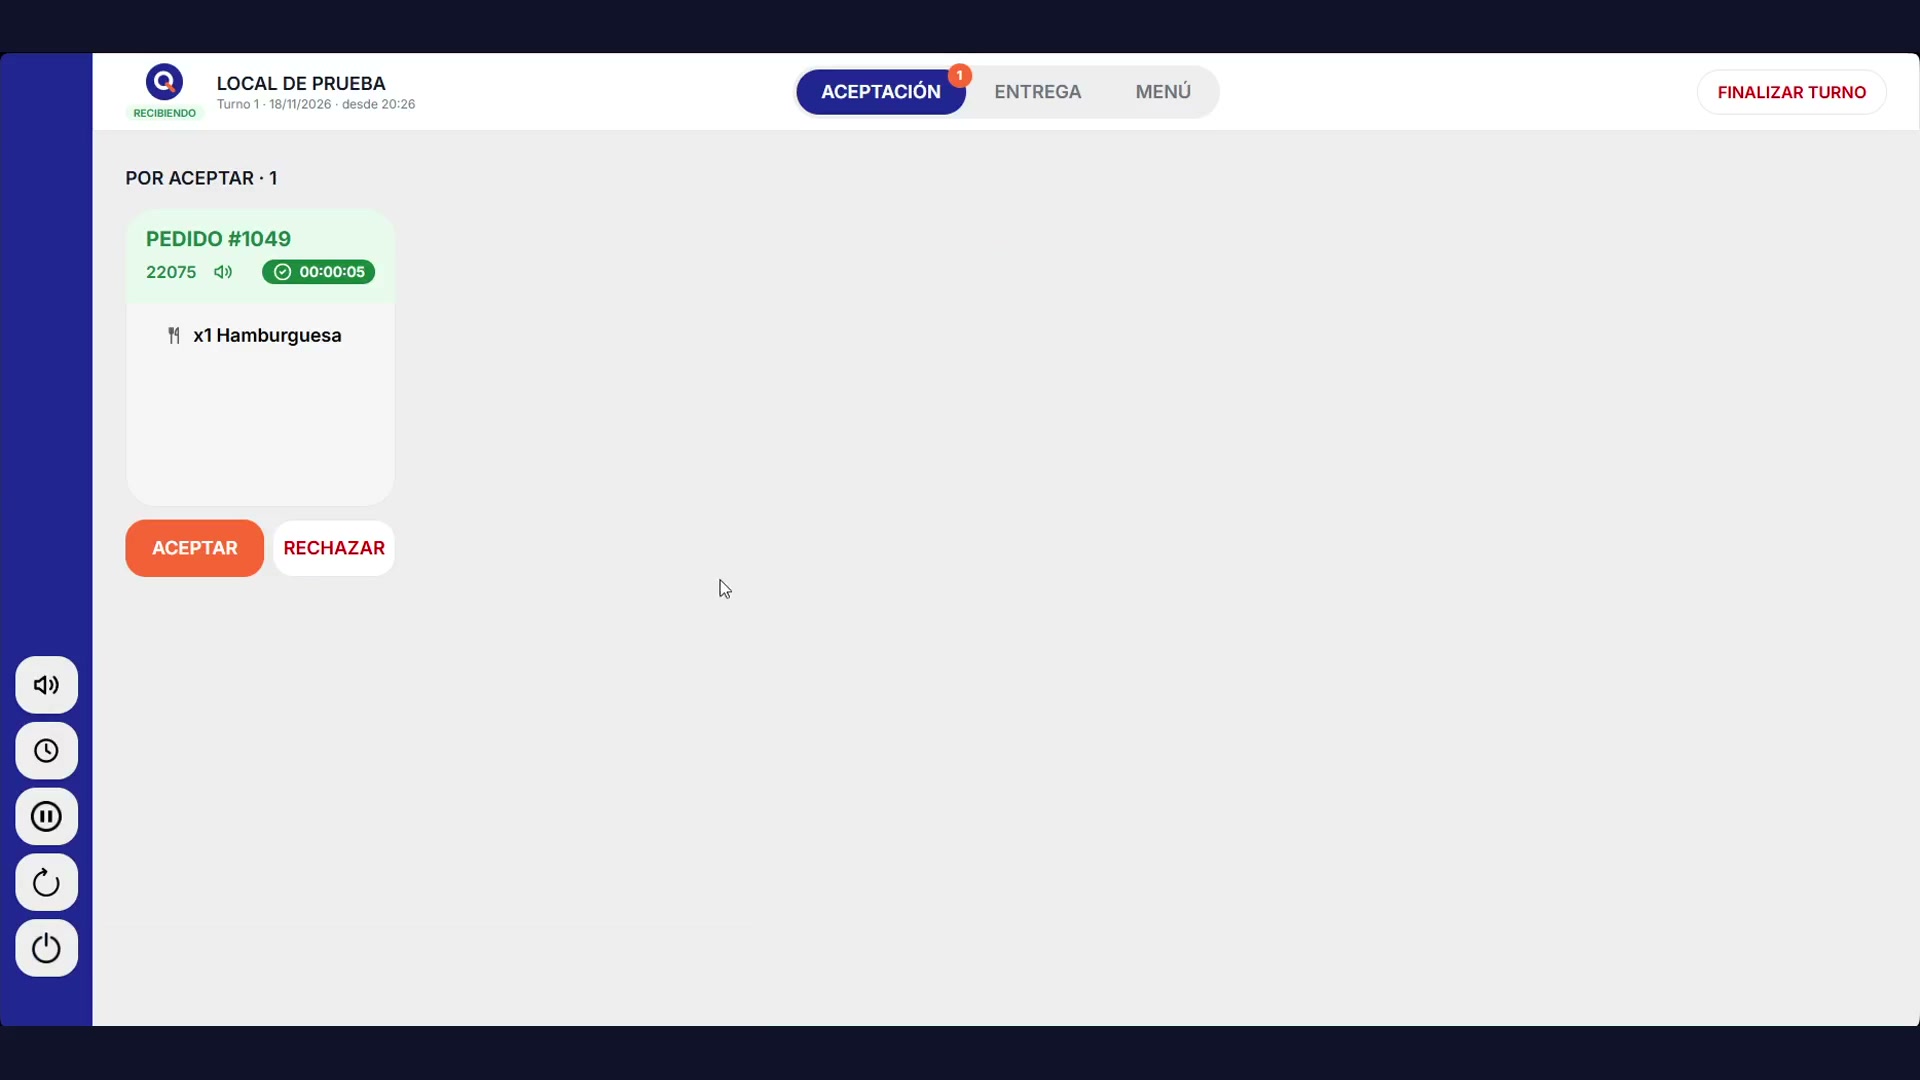 LOCAL DE PRUEBA
Turno 1 · 18/11/2026 · desde 20:26
RECIBIENDO
ACEPTACIÓN
1
ENTREGA
MENÚ
FINALIZAR TURNO
POR ACEPTAR · 1
PEDIDO #1049
22075
00:00:05
x1 Hamburguesa
ACEPTAR
RECHAZAR